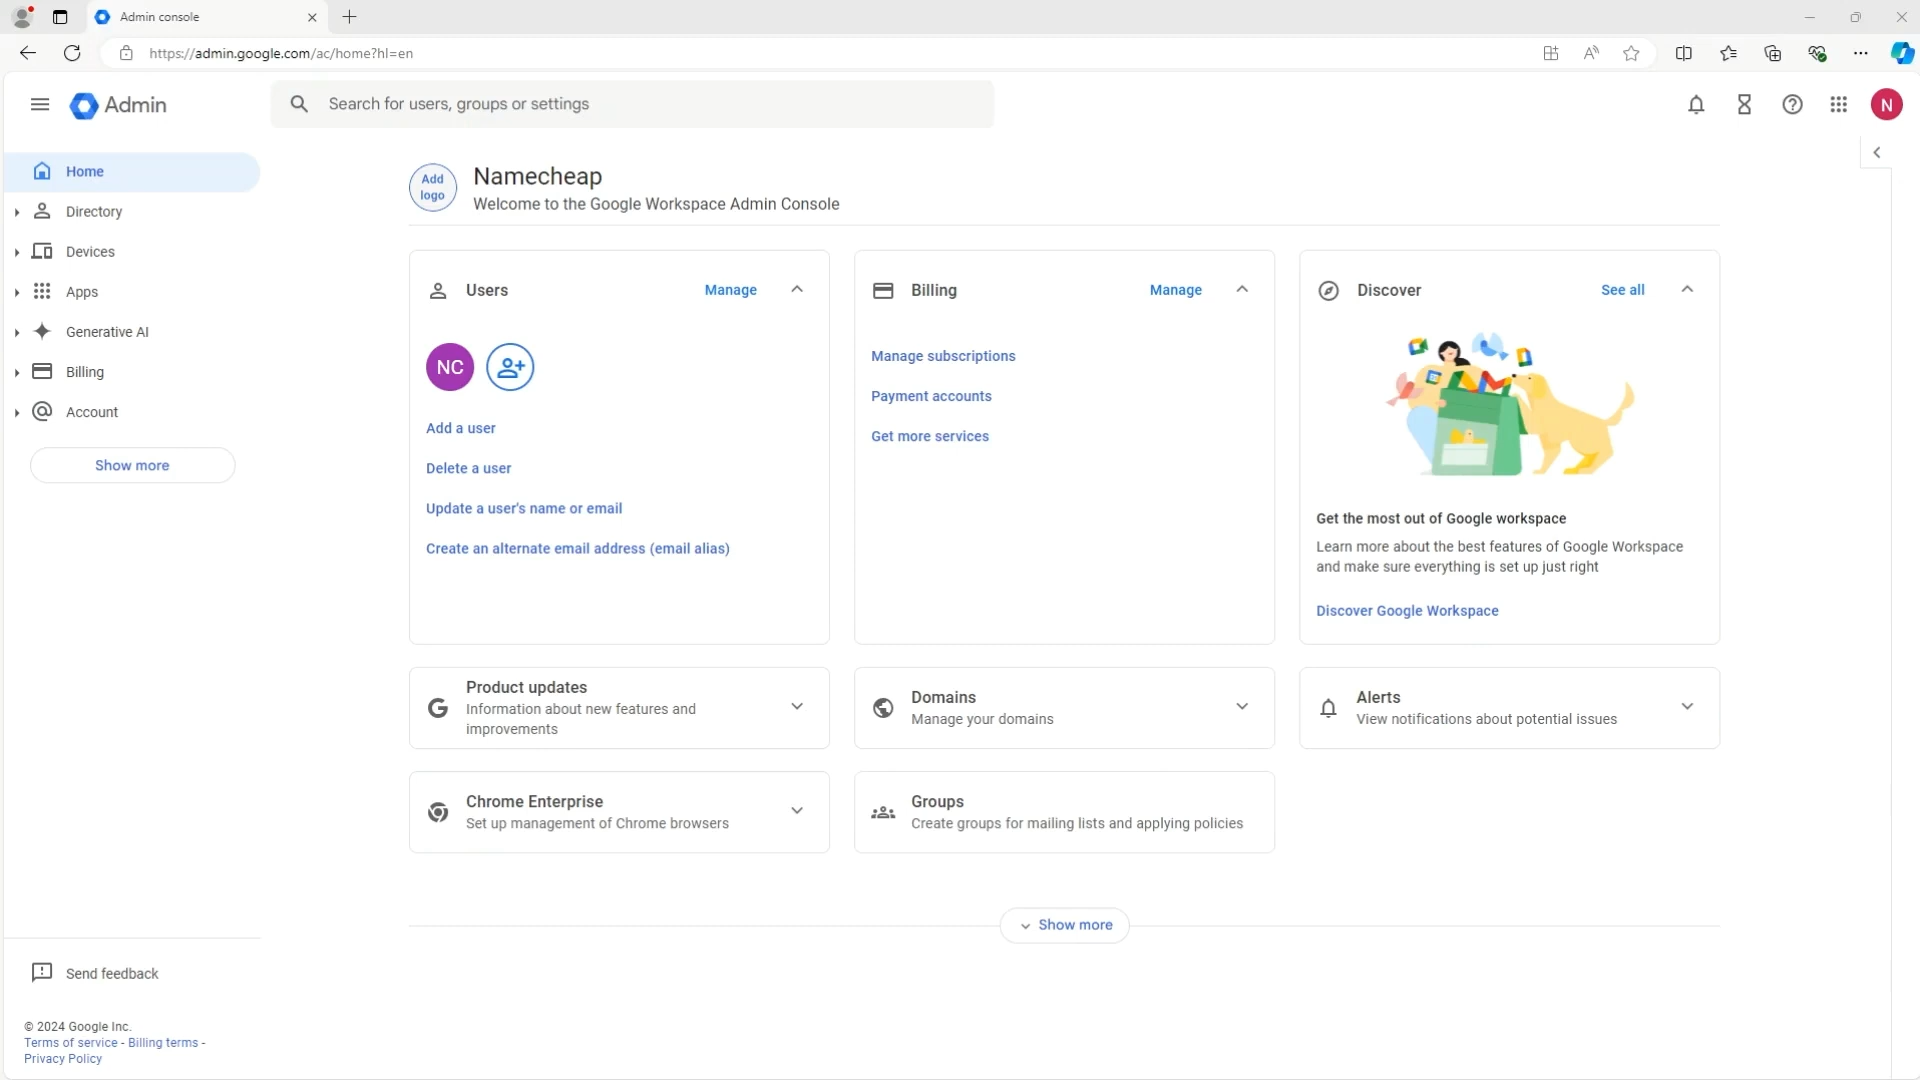 Admin console
https://admin.google.com/ac/home?hl=en
Admin
Search for users, groups or settings
N
Home
Directory
Devices
Apps
Generative AI
Billing
Account
Show more
Add
logo
Namecheap
Welcome to the Google Workspace Admin Console
Users
Manage
NC
Add a user
Delete a user
Update a user's name or email
Create an alternate email address (email alias)
Billing
Manage
Manage subscriptions
Payment accounts
Get more services
Discover
See all
Get the most out of Google workspace
Learn more about the best features of Google Workspace
and make sure everything is set up just right
Discover Google Workspace
Product updates
Information about new features and
improvements
Domains
Manage your domains
Alerts
View notifications about potential issues
Chrome Enterprise
Set up management of Chrome browsers
Groups
Create groups for mailing lists and applying policies
Show more
Send feedback
© 2024 Google Inc.
Terms of service - Billing terms -
Privacy Policy